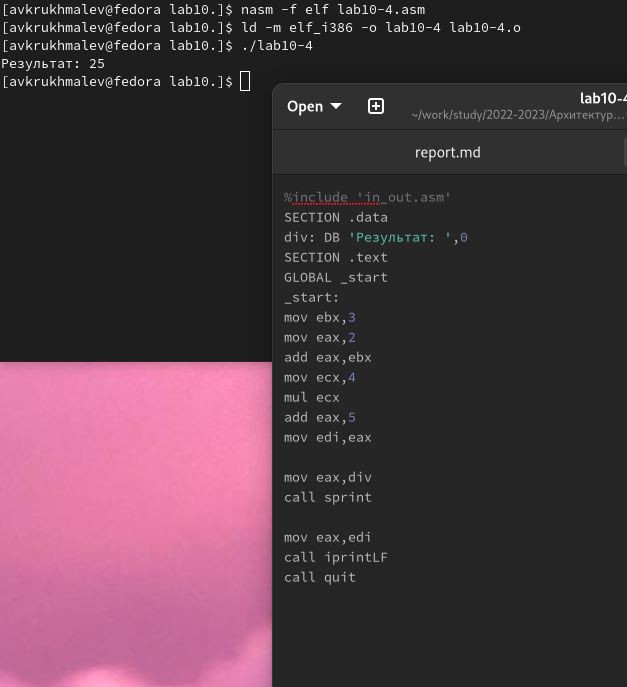 [avkrukhmalev@fedora lab10.]$ nasm -f elf lab10-4.asm
[avkrukhmalev@fedora lab10.]$ ld -m elf_i386 -o lab10-4 lab10-4.o
[avkrukhmalev@fedora lab10.]$ ./lab10-4
Результат: 25
[avkrukhmalev@fedora lab10.]$
Open
lab10-4
~/work/study/2022-2023/Архитектур...
report.md
%include 'in_out.asm'
SECTION .data
div: DB 'Результат: ',0
SECTION .text
GLOBAL _start
_start:
mov ebx,3
mov eax,2
add eax,ebx
mov ecx,4
mul ecx
add eax,5
mov edi,eax
mov eax,div
call sprint
mov eax,edi
call iprintLF
call quit